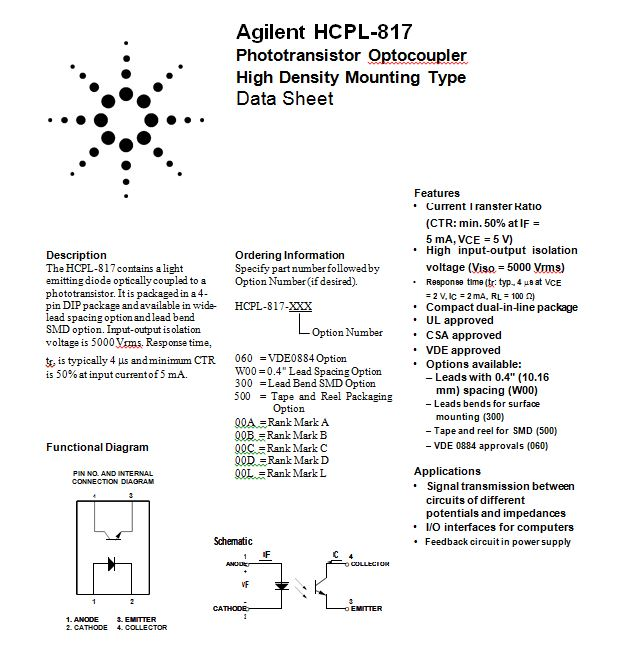 Agilent HCPL-817
Phototransistor Optocoupler
High Density Mounting Type
Data Sheet
Description
The HCPL-817 contains a light
emitting diode optically coupled to a
phototransistor. It is packaged in a 4-
pin DIP package and available in wide-
lead spacing option and lead bend
SMD option. Input-output isolation
voltage is 5000 Vrms. Response time,
tr, is typically 4 μs and minimum CTR
is 50% at input current of 5 mA.
Ordering Information
Specify part number followed by
Option Number (if desired).
HCPL-817-XXX
Option Number
060 = VDE0884 Option
W00 = 0.4" Lead Spacing Option
300 = Lead Bend SMD Option
500 = Tape and Reel Packaging
Option
00A = Rank Mark A
00B = Rank Mark B
00C = Rank Mark C
00D = Rank Mark D
00L = Rank Mark L
Features
• Current Transfer Ratio
(CTR: min. 50% at IF =
5 mA, VCE = 5 V)
• High input-output isolation
voltage (Viso = 5000 Vrms)
• Response time (tr: typ., 4 μs at VCE
= 2 V, IC = 2 mA, RL = 100 Ω)
• Compact dual-in-line package
• UL approved
• CSA approved
• VDE approved
• Options available:
– Leads with 0.4" (10.16
mm) spacing (W00)
– Leads bends for surface
mounting (300)
– Tape and reel for SMD (500)
– VDE 0884 approvals (060)
Applications
• Signal transmission between
circuits of different
potentials and impedances
• I/O interfaces for computers
• Feedback circuit in power supply
Functional Diagram
PIN NO. AND INTERNAL
CONNECTION DIAGRAM
4 3
1 2
1. ANODE 3. EMITTER
2. CATHODE 4. COLLECTOR
Schematic
1 IF IC 4
ANODE COLLECTOR
+
VF
–
3
CATHODE EMITTER
2